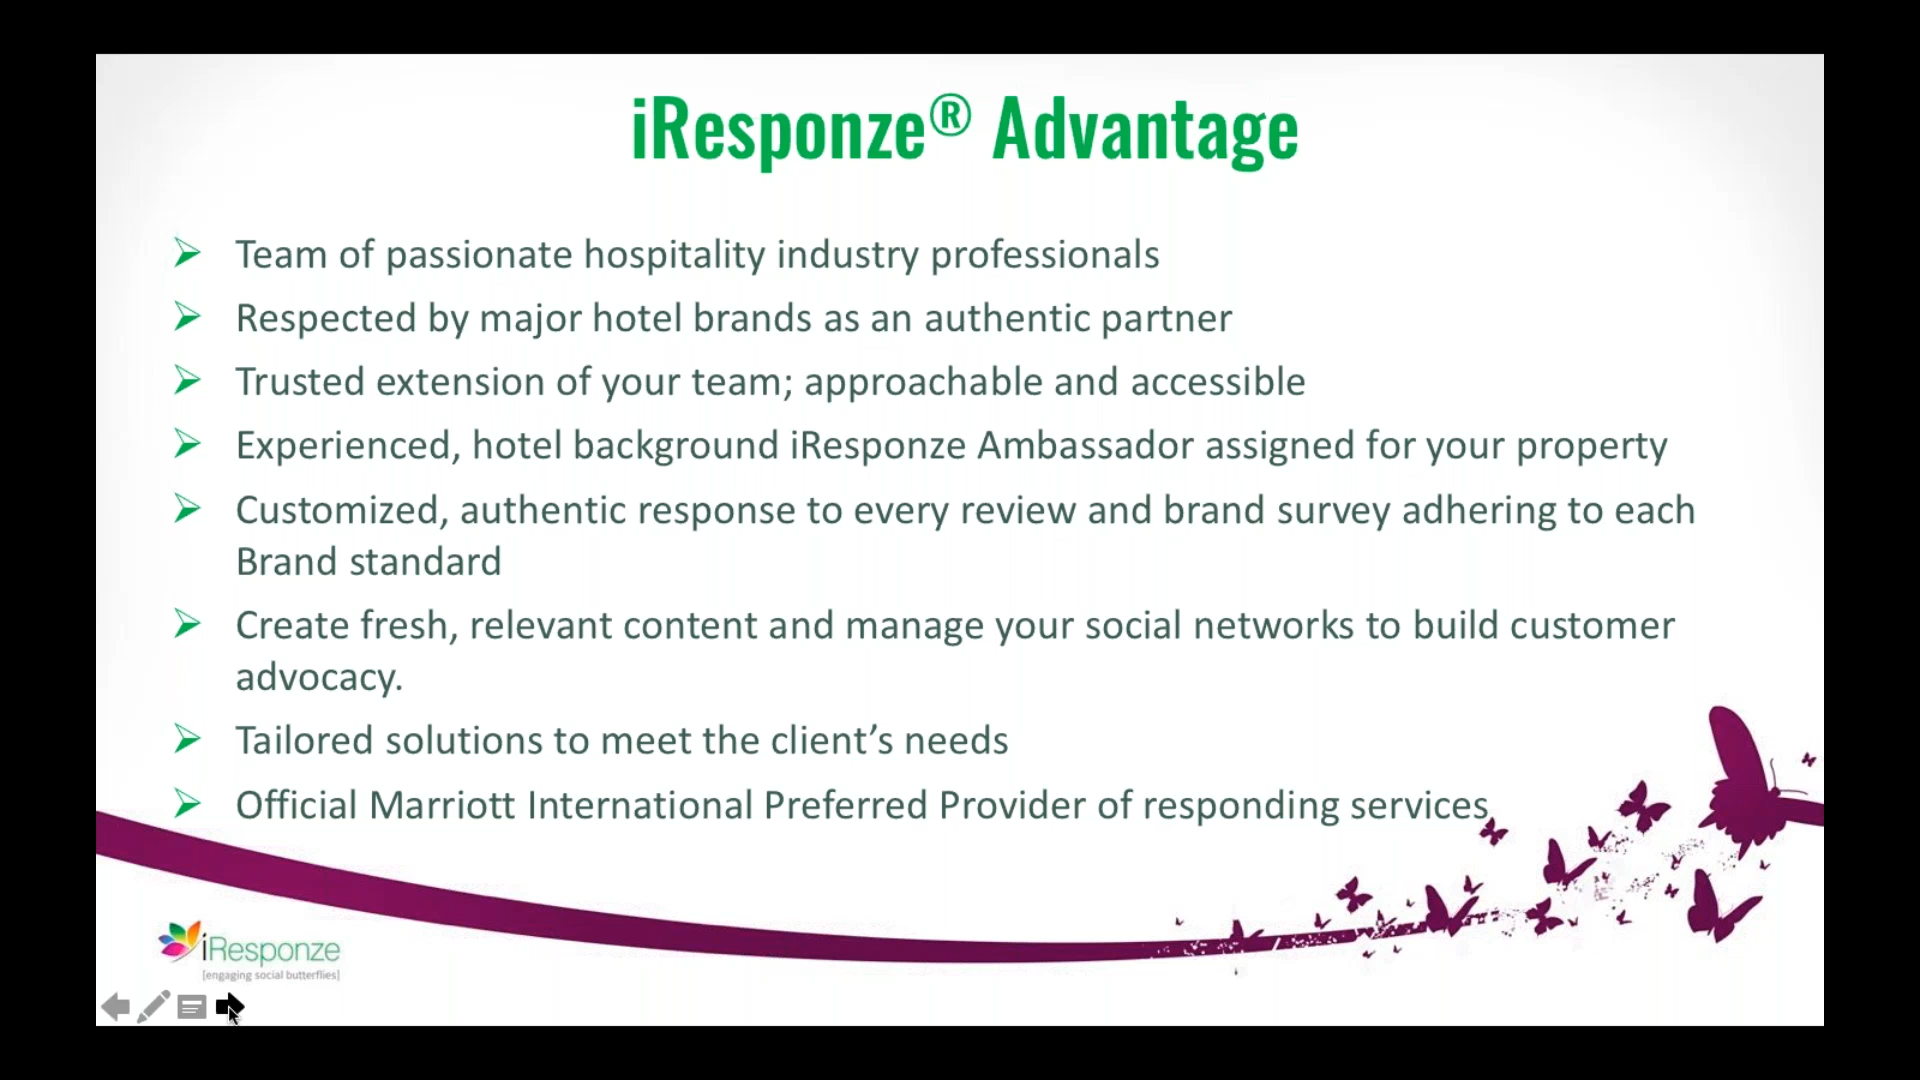 iResponze® Advantage
Team of passionate hospitality industry professionals
Respected by major hotel brands as an authentic partner
Trusted extension of your team; approachable and accessible
Experienced, hotel background iResponze Ambassador assigned for your property
Customized, authentic response to every review and brand survey adhering to each
Brand standard
Create fresh, relevant content and manage your social networks to build customer
advocacy.
Tailored solutions to meet the client’s needs
Official Marriott International Preferred Provider of responding services
iResponze
[engaging social butterflies]